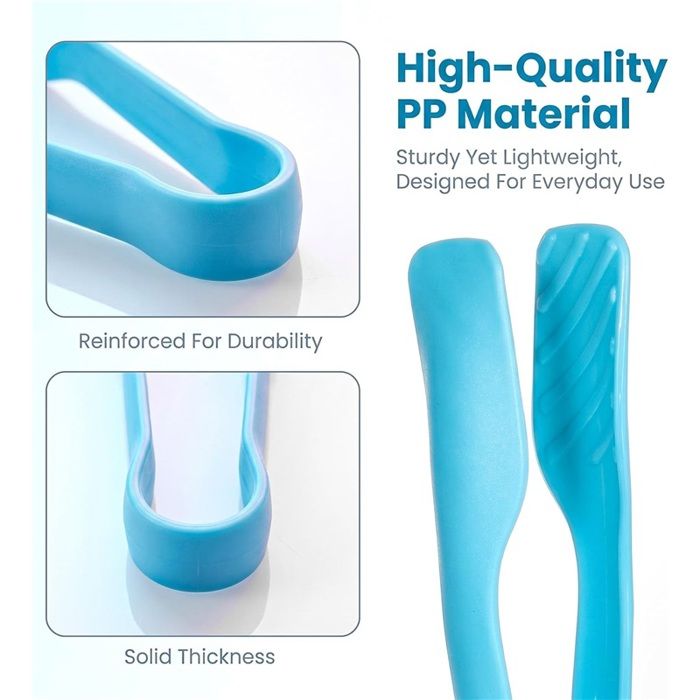 High-Quality
PP Material
Sturdy Yet Lightweight,
Designed For Everyday Use
Reinforced For Durability
Solid Thickness